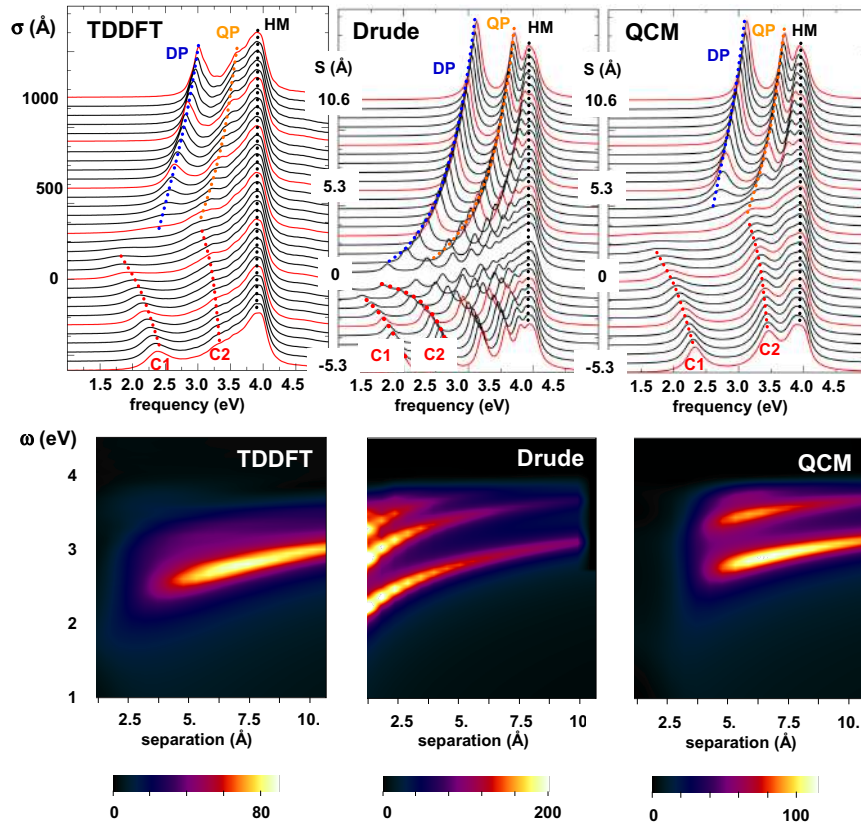 σ (Å)
TDDFT
QP
HM
DP
1000
500
0
C1
C2
1.5 2.0 2.5 3.0 3.5 4.0 4.5
frequency (eV)
Drude
QP
HM
DP
S (Å)
10.6
5.3
0
-5.3
C1
C2
1.5 2.0 2.5 3.0 3.5 4.0 4.5
frequency (eV)
QCM
QP
HM
DP
S (Å)
10.6
5.3
0
-5.3
C1
C2
1.5 2.0 2.5 3.0 3.5 4.0 4.5
frequency (eV)
ω (eV)
4
3
2
1
TDDFT
2.5 5. 7.5 10.
separation (Å)
0 80
Drude
2.5 5. 7.5 10
separation (Å)
0 200
QCM
2.5 5. 7.5 10.
separation (Å)
0 100